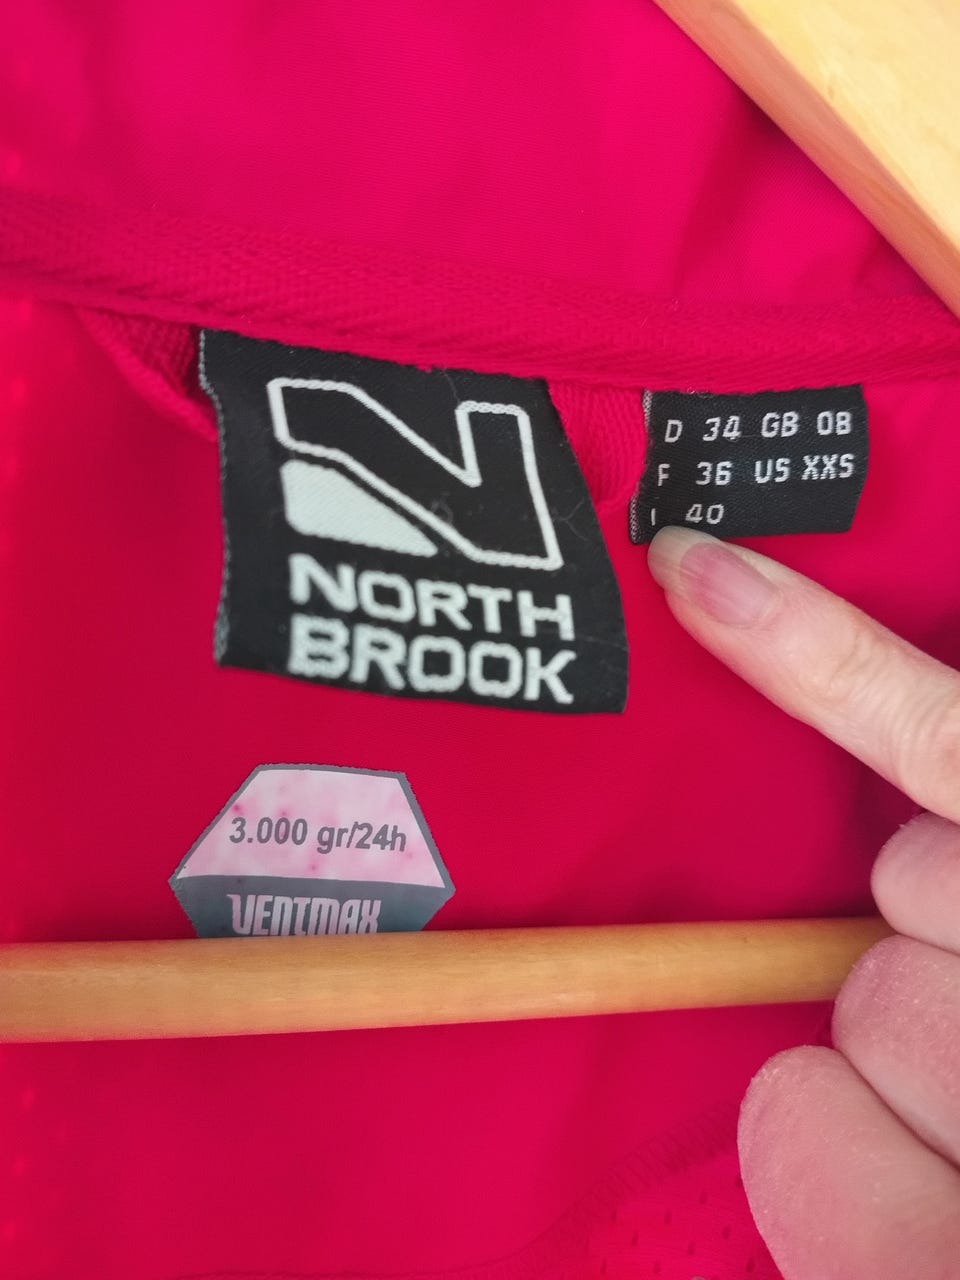 NORTH
BROOK
D 34 GB 08
F 36 US XXS
I 40
3.000 gr/24h
VENTMAX